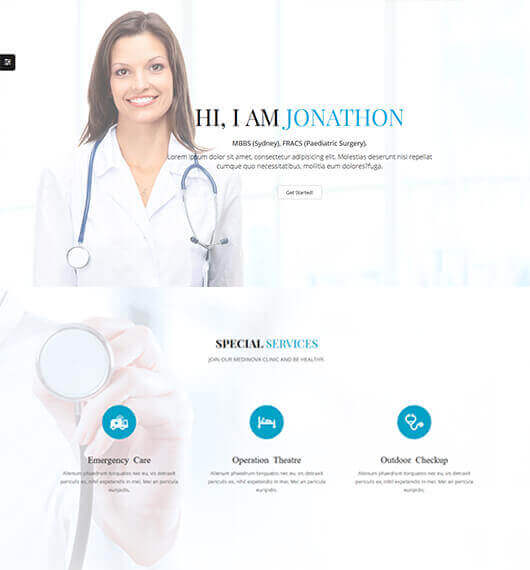 HI, I AM JONATHON
MBBS (Sydney), FRACS (Paediatric Surgery).
Lorem ipsum dolor sit amet, consectetur adipisicing elit. Molestias deserunt nisi repellat
cumque quo necessitatibus, mollitia eum doloressfuga.
Get Started!
SPECIAL SERVICES
JOIN OUR MEDINOVA CLINIC AND BE HEALTHY.
Emergency Care
Alienum phaedrum torquatos nec eu, vis detraxit
periculis ex, nihil expetendis in mei. Mei an pericula
euripidis.
Operation Theatre
Alienum phaedrum torquatos nec eu, vis detraxit
periculis ex, nihil expetendis in mei. Mei an pericula
euripidis.
Outdoor Checkup
Alienum phaedrum torquatos nec eu, vis detraxit
periculis ex, nihil expetendis in mei. Mei an pericula
euripidis.